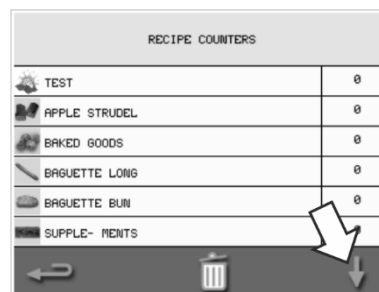 RECIPE COUNTERS
TEST 0
APPLE STRUDEL 0
BAKED GOODS 0
BAGUETTE LONG 0
BAGUETTE BUN 0
SUPPLE- MENTS